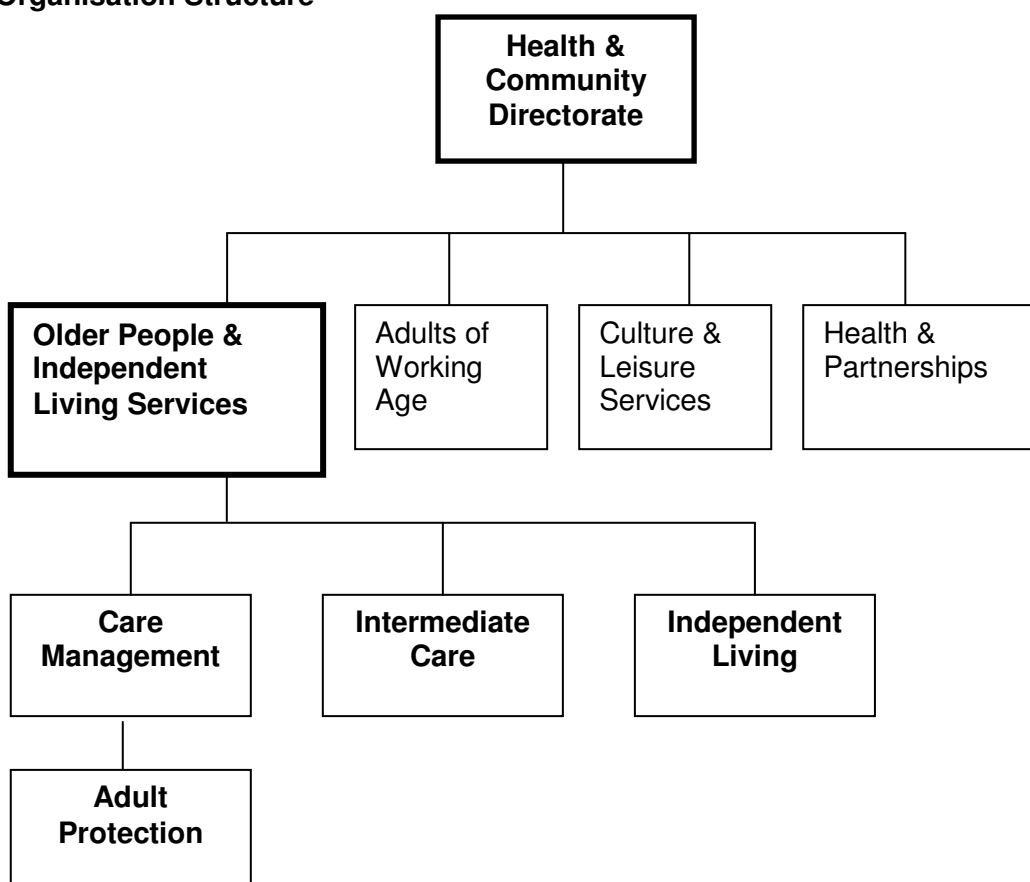 Organisation Structure
Health &
Community
Directorate
Older People &
Independent
Living Services
Adults of
Working
Age
Culture &
Leisure
Services
Health &
Partnerships
Care
Management
Intermediate
Care
Independent
Living
Adult
Protection